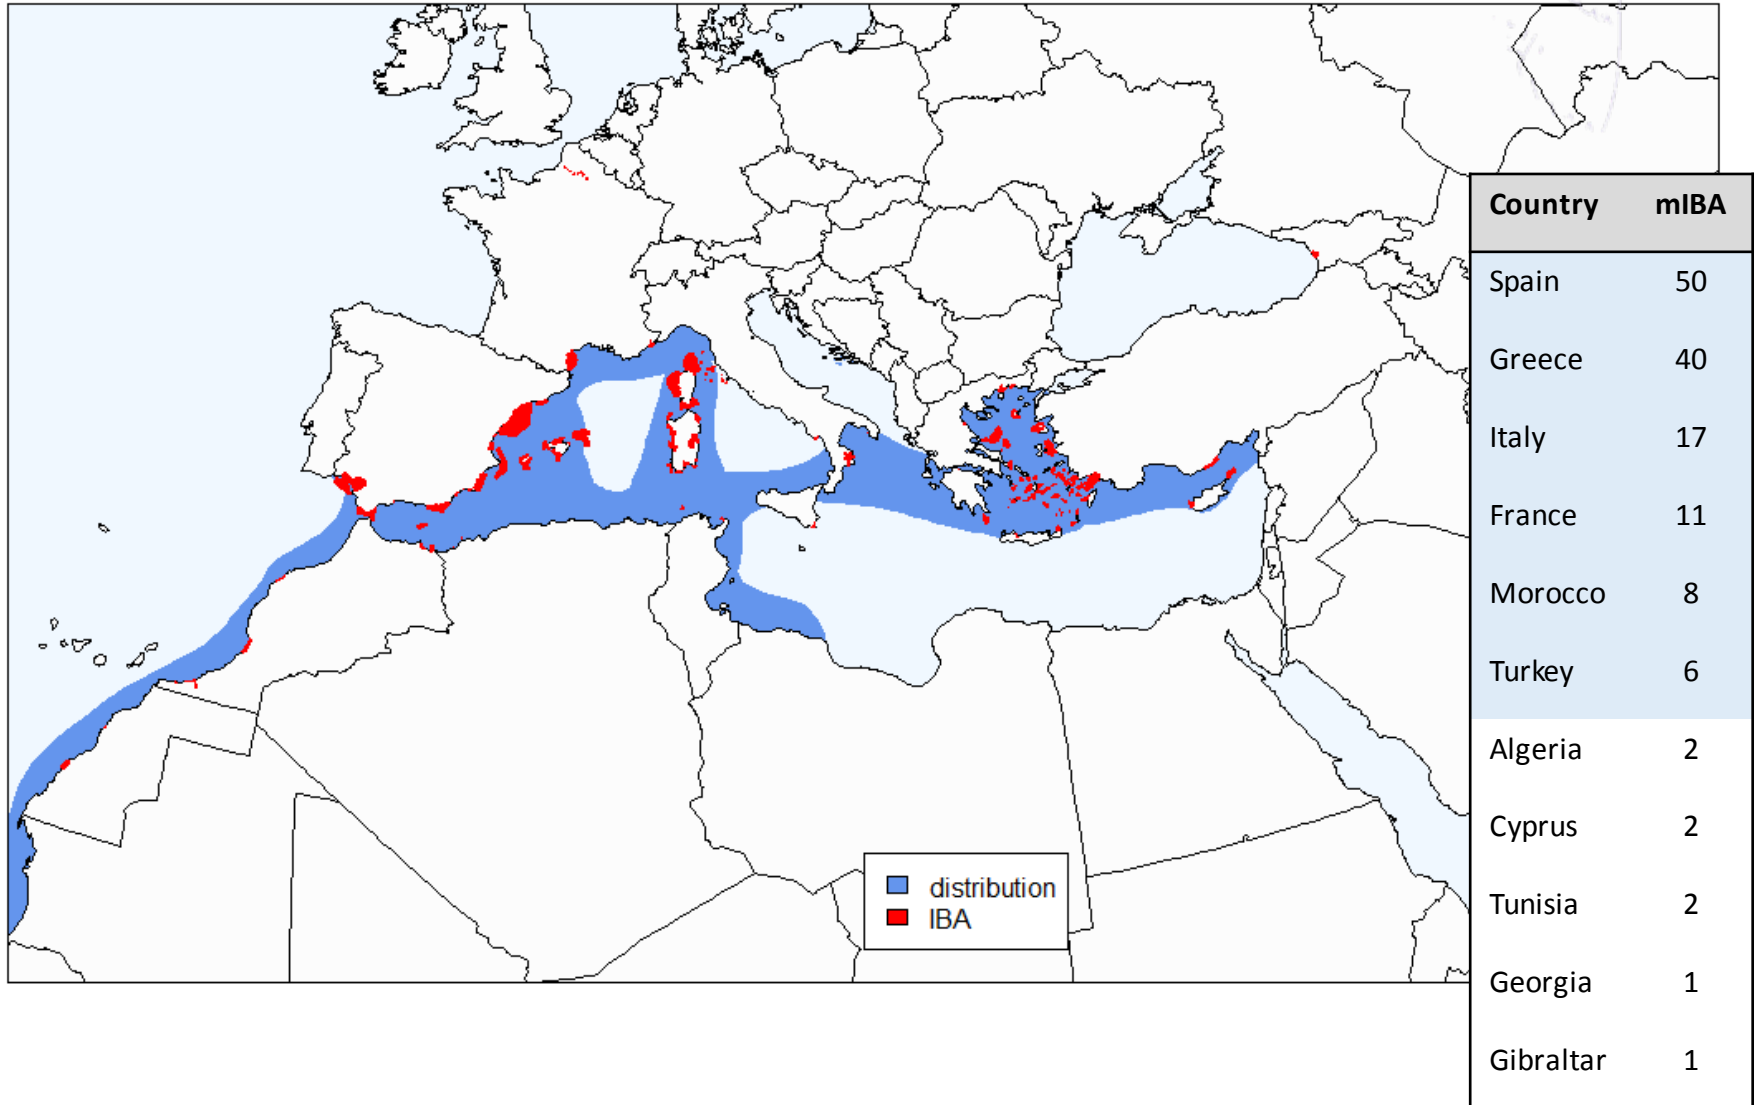 Country mIBA
Spain 50
Greece 40
Italy 17
France 11
Morocco 8
Turkey 6
Algeria 2
Cyprus 2
Tunisia 2
Georgia 1
Gibraltar 1
distribution
IBA